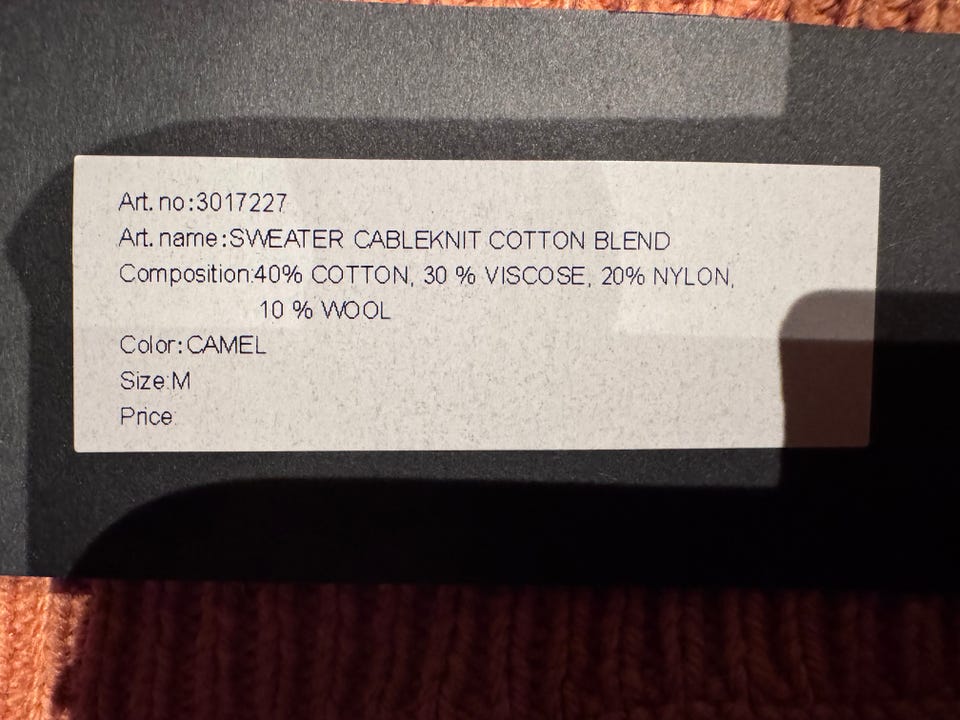 Art. no:3017227
Art. name:SWEATER CABLEKNIT COTTON BLEND
Composition:40% COTTON, 30 % VISCOSE, 20% NYLON,
10 % WOOL
Color:CAMEL
Size:M
Price: